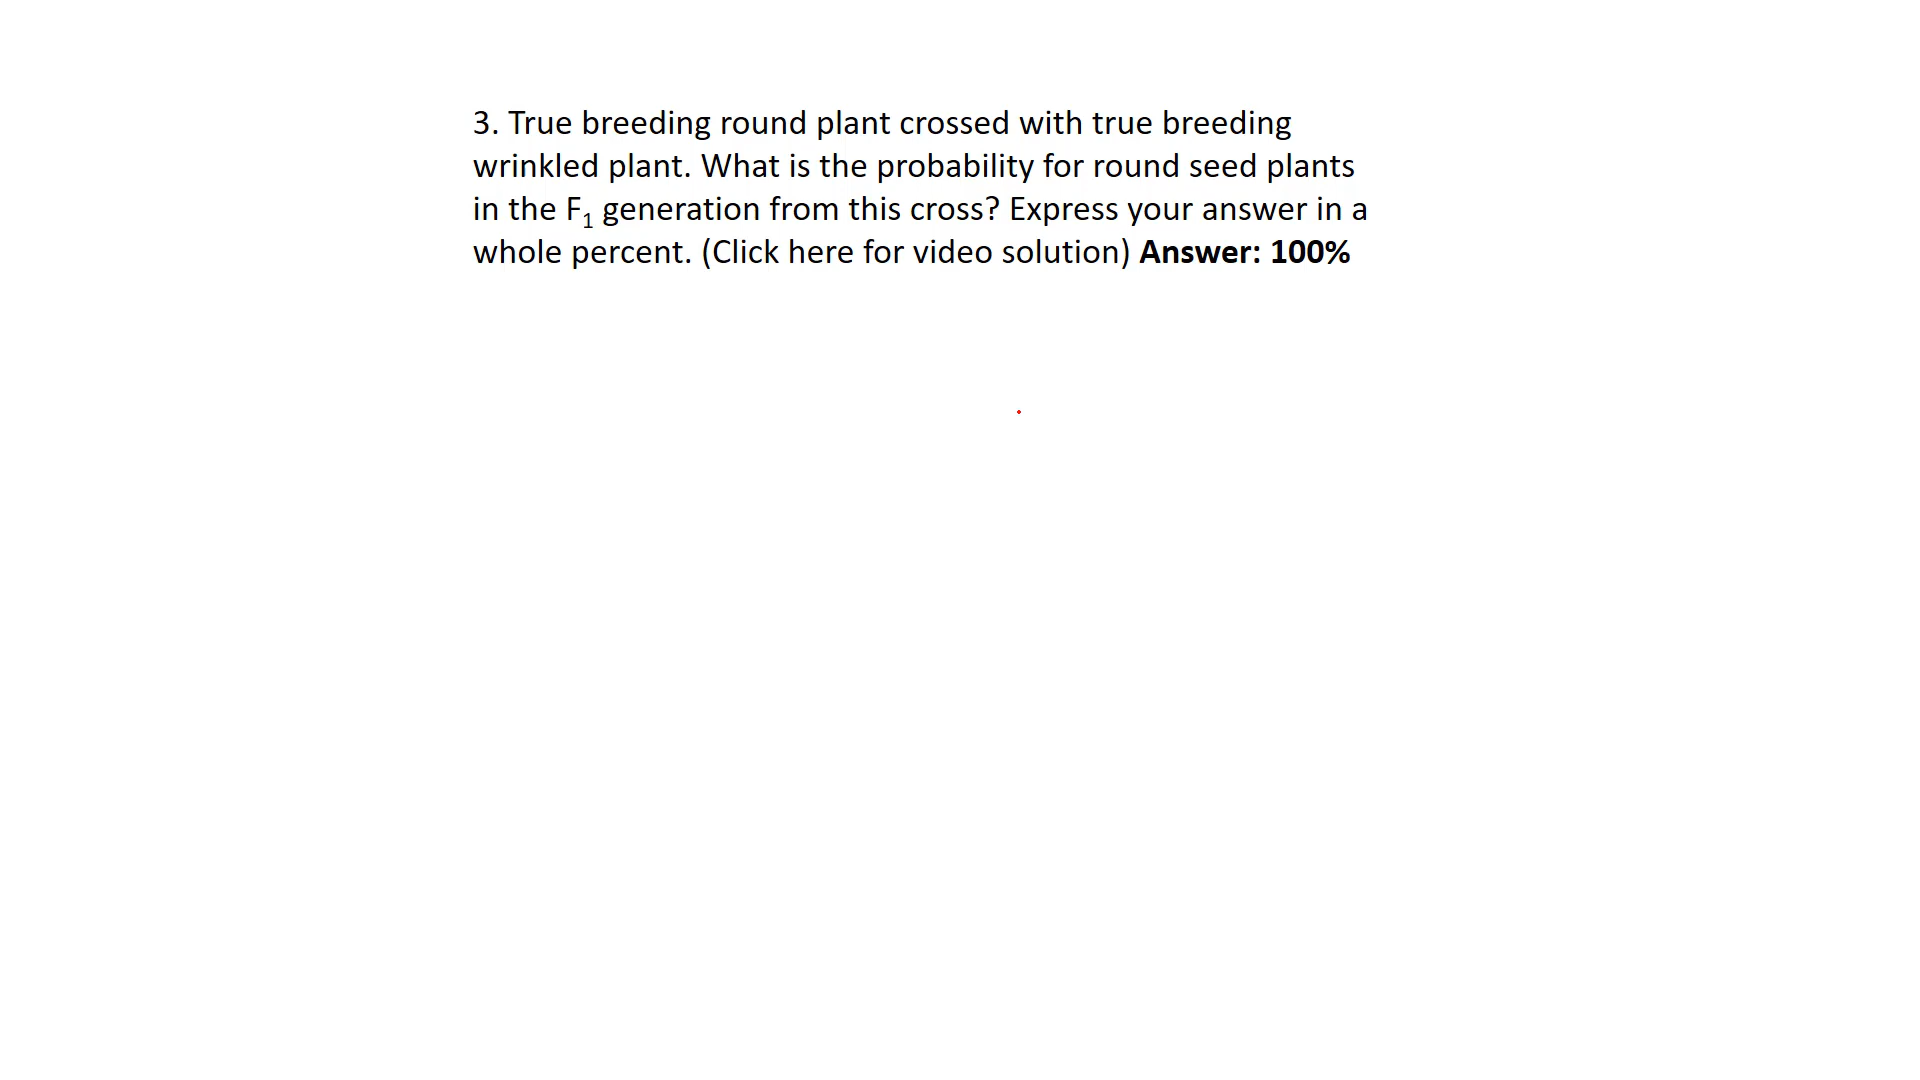 3. True breeding round plant crossed with true breeding
wrinkled plant. What is the probability for round seed plants
in the F₁ generation from this cross? Express your answer in a
whole percent. (Click here for video solution) Answer: 100%